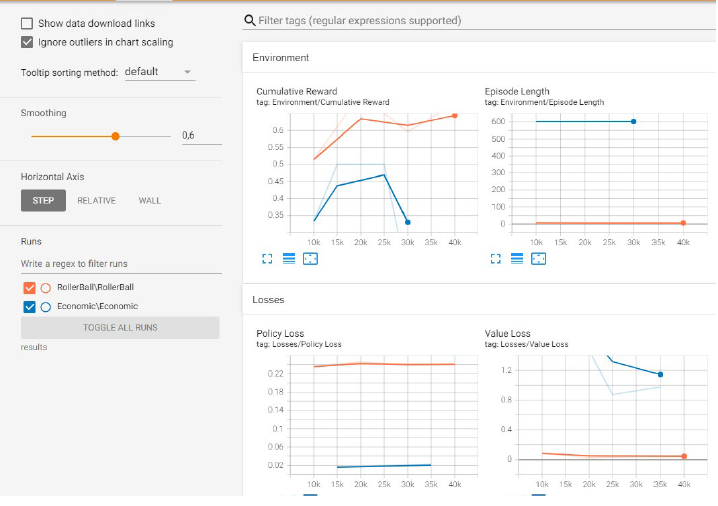 Show data download links
Ignore outliers in chart scaling
Tooltip sorting method: default
Smoothing
0,6
Horizontal Axis
STEP RELATIVE WALL
Runs
Write a regex to filter runs
RollerBall\RollerBall
Economic\Economic
TOGGLE ALL RUNS
results
Filter tags (regular expressions supported)
Environment
Cumulative Reward
tag: Environment/Cumulative Reward
0.6
0.55
0.5
0.45
0.4
0.35
10k 15k 20k 25k 30k 35k 40k
Episode Length
tag: Environment/Episode Length
600
500
400
300
200
100
0
10k 15k 20k 25k 30k 35k 40k
Losses
Policy Loss
tag: Losses/Policy Loss
0.22
0.18
0.14
0.1
0.06
0.02
10k 15k 20k 25k 30k 35k 40k
Value Loss
tag: Losses/Value Loss
1.2
0.8
0.4
0
10k 15k 20k 25k 30k 35k 40k